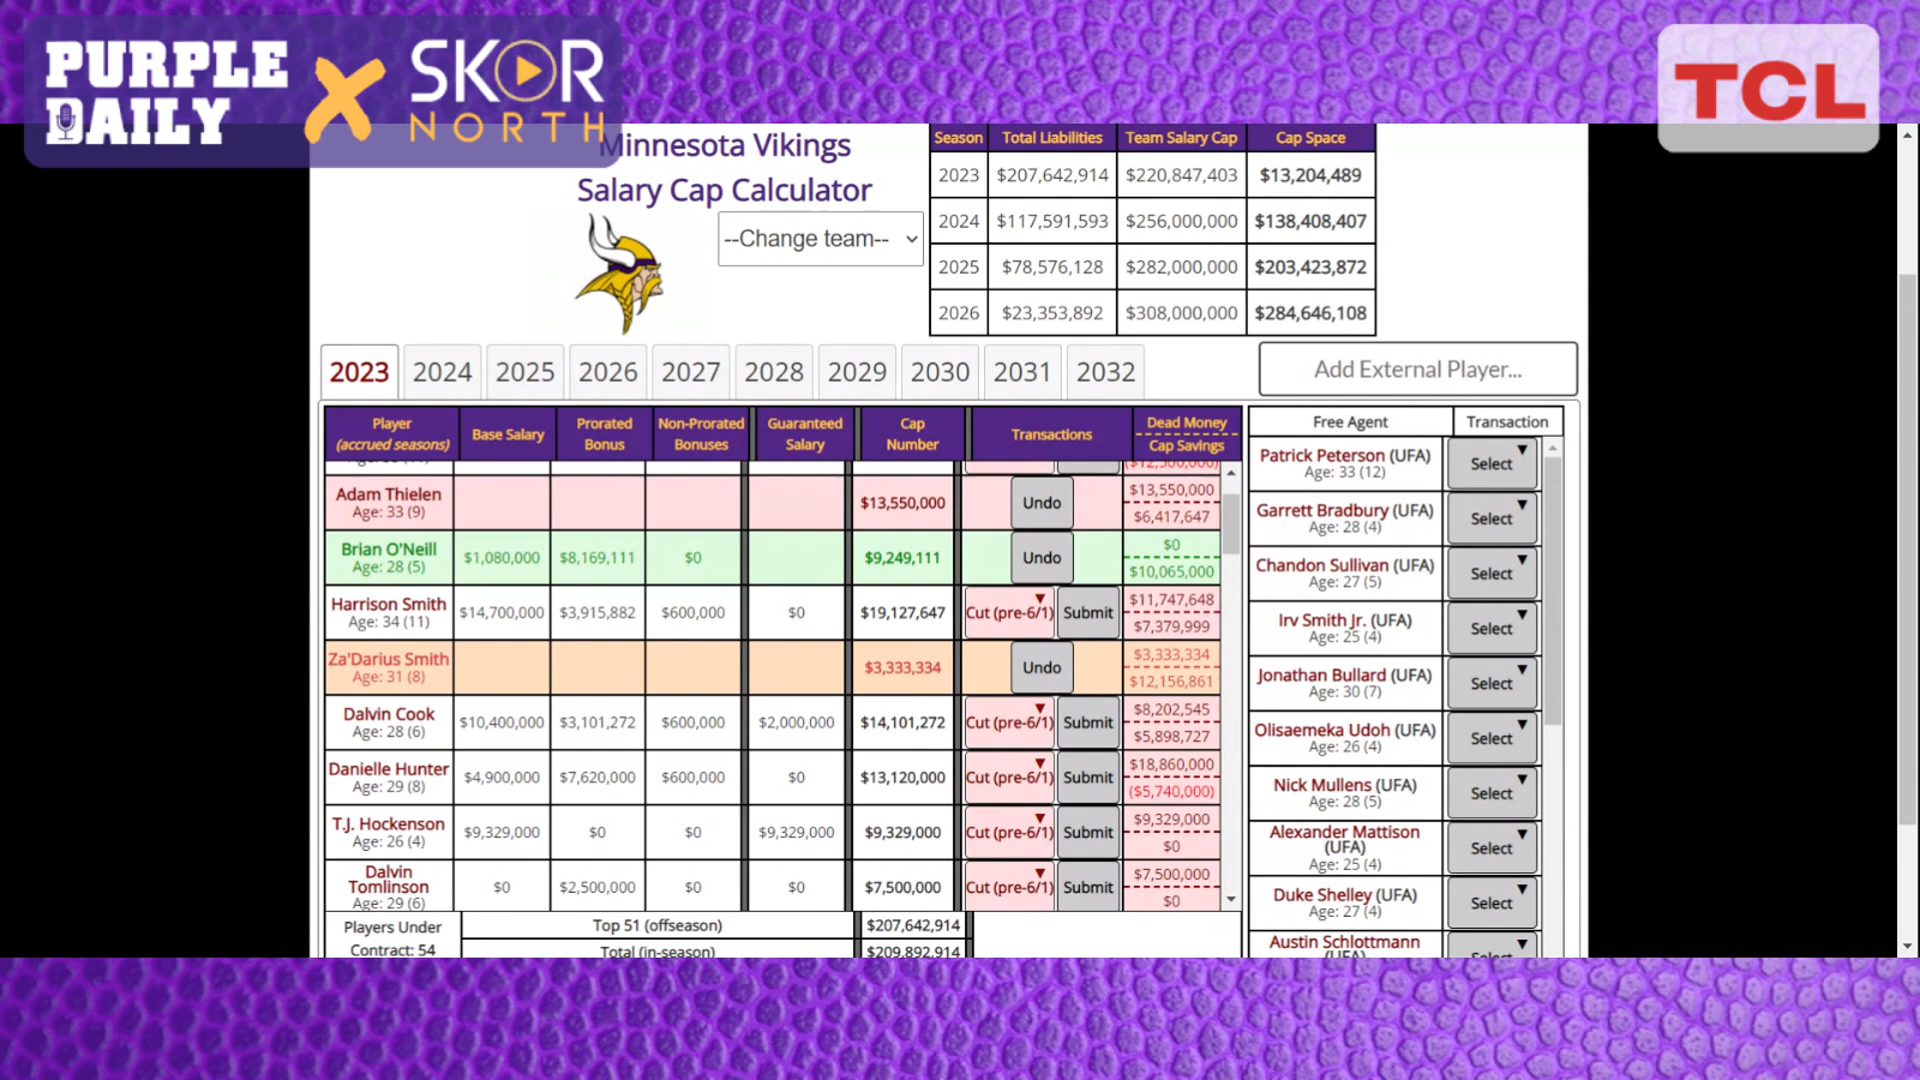 PURPLE DAILY X SKOR NORTH
TCL
Minnesota Vikings
Salary Cap Calculator
--Change team--
Season Total Liabilities Team Salary Cap Cap Space
2023 $207,642,914 $220,847,403 $13,204,489
2024 $117,591,593 $256,000,000 $138,408,407
2025 $78,576,128 $282,000,000 $203,423,872
2026 $23,353,892 $308,000,000 $284,646,108
2023 2024 2025 2026 2027 2028 2029 2030 2031 2032
Add External Player...
Player (accrued seasons) Base Salary Prorated Bonus Non-Prorated Bonuses Guaranteed Salary Cap Number Transactions Dead Money Cap Savings
($12,500,000)
Adam Thielen Age: 33 (9) $13,550,000 Undo $13,550,000 $6,417,647
Brian O'Neill Age: 28 (5) $1,080,000 $8,169,111 $0 $9,249,111 Undo $0 $10,065,000
Harrison Smith Age: 34 (11) $14,700,000 $3,915,882 $600,000 $0 $19,127,647 Cut (pre-6/1) Submit $11,747,648 $7,379,999
Za'Darius Smith Age: 31 (8) $3,333,334 Undo $3,333,334 $12,156,861
Dalvin Cook Age: 28 (6) $10,400,000 $3,101,272 $600,000 $2,000,000 $14,101,272 Cut (pre-6/1) Submit $8,202,545 $5,898,727
Danielle Hunter Age: 29 (8) $4,900,000 $7,620,000 $600,000 $0 $13,120,000 Cut (pre-6/1) Submit $18,860,000 ($5,740,000)
T.J. Hockenson Age: 26 (4) $9,329,000 $0 $0 $9,329,000 $9,329,000 Cut (pre-6/1) Submit $9,329,000 $0
Dalvin Tomlinson Age: 29 (6) $0 $2,500,000 $0 $0 $7,500,000 Cut (pre-6/1) Submit $7,500,000 $0
Players Under Contract: 54
Top 51 (offseason) $207,642,914
Total (in-season) $209,892,914
Free Agent Transaction
Patrick Peterson (UFA) Age: 33 (12) Select
Garrett Bradbury (UFA) Age: 28 (4) Select
Chandon Sullivan (UFA) Age: 27 (5) Select
Irv Smith Jr. (UFA) Age: 25 (4) Select
Jonathan Bullard (UFA) Age: 30 (7) Select
Olisaemeka Udoh (UFA) Age: 26 (4) Select
Nick Mullens (UFA) Age: 28 (5) Select
Alexander Mattison (UFA) Age: 25 (4) Select
Duke Shelley (UFA) Age: 27 (4) Select
Austin Schlottmann (UFA) Select